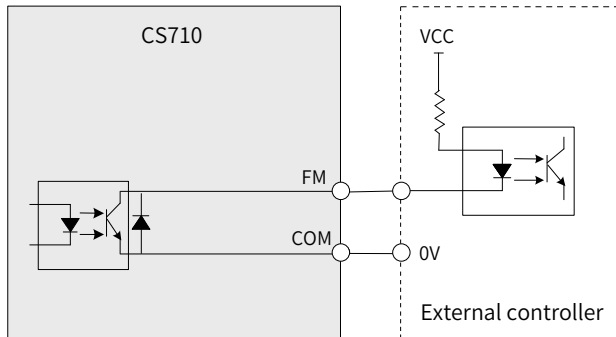 CS710
VCC
FM
COM
0V
External controller